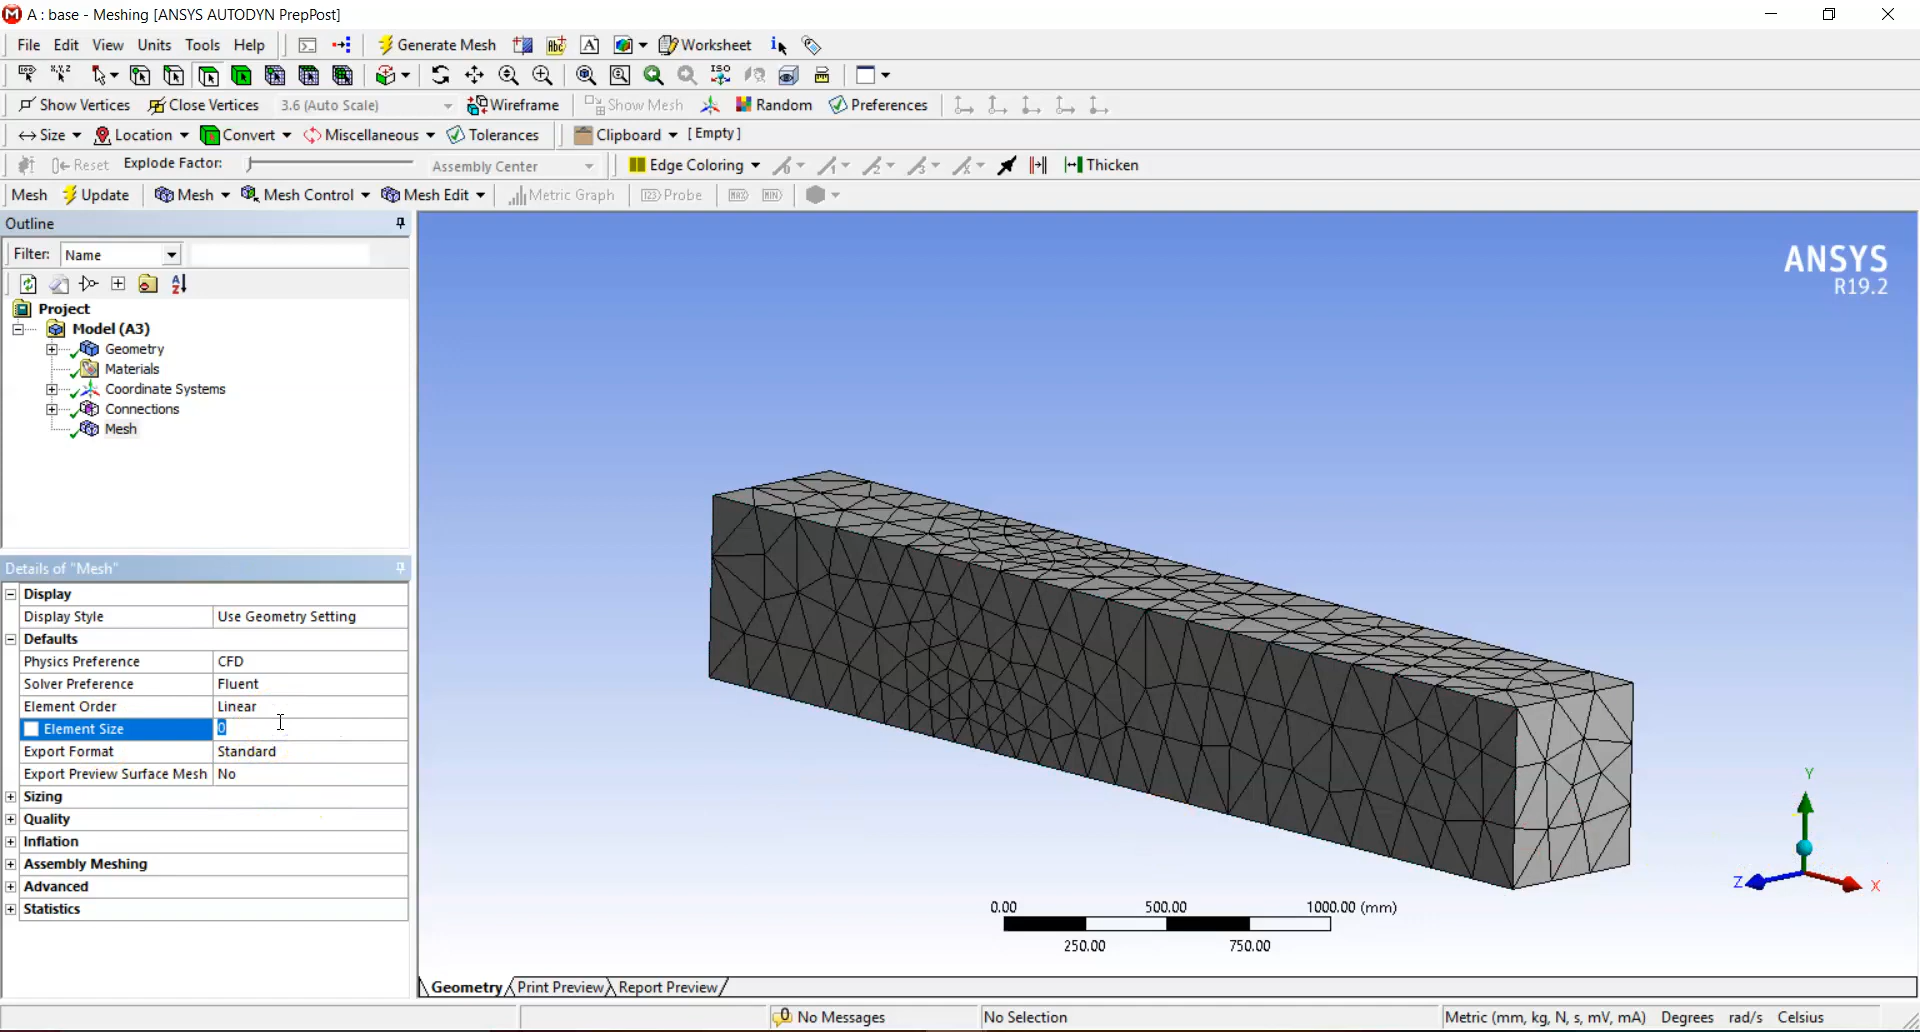 A : base - Meshing [ANSYS AUTODYN PrepPost]
File Edit View Units Tools Help Generate Mesh Worksheet
Show Vertices Close Vertices 3.6 (Auto Scale) Wireframe Show Mesh Random Preferences
Size Location Convert Miscellaneous Tolerances Clipboard [ Empty ]
Reset Explode Factor: Assembly Center Edge Coloring Thicken
Mesh Update Mesh Mesh Control Mesh Edit Metric Graph Probe MAX MIN
Outline
Filter: Name
Project
Model (A3)
Geometry
Materials
Coordinate Systems
Connections
Mesh
Details of "Mesh"
Display
Display Style Use Geometry Setting
Defaults
Physics Preference CFD
Solver Preference Fluent
Element Order Linear
Element Size 0
Export Format Standard
Export Preview Surface Mesh No
Sizing
Quality
Inflation
Assembly Meshing
Advanced
Statistics
ANSYS
R19.2
Y
Z
X
0.00 500.00 1000.00 (mm)
250.00 750.00
Geometry Print Preview Report Preview
0 No Messages No Selection Metric (mm, kg, N, s, mV, mA) Degrees rad/s Celsius